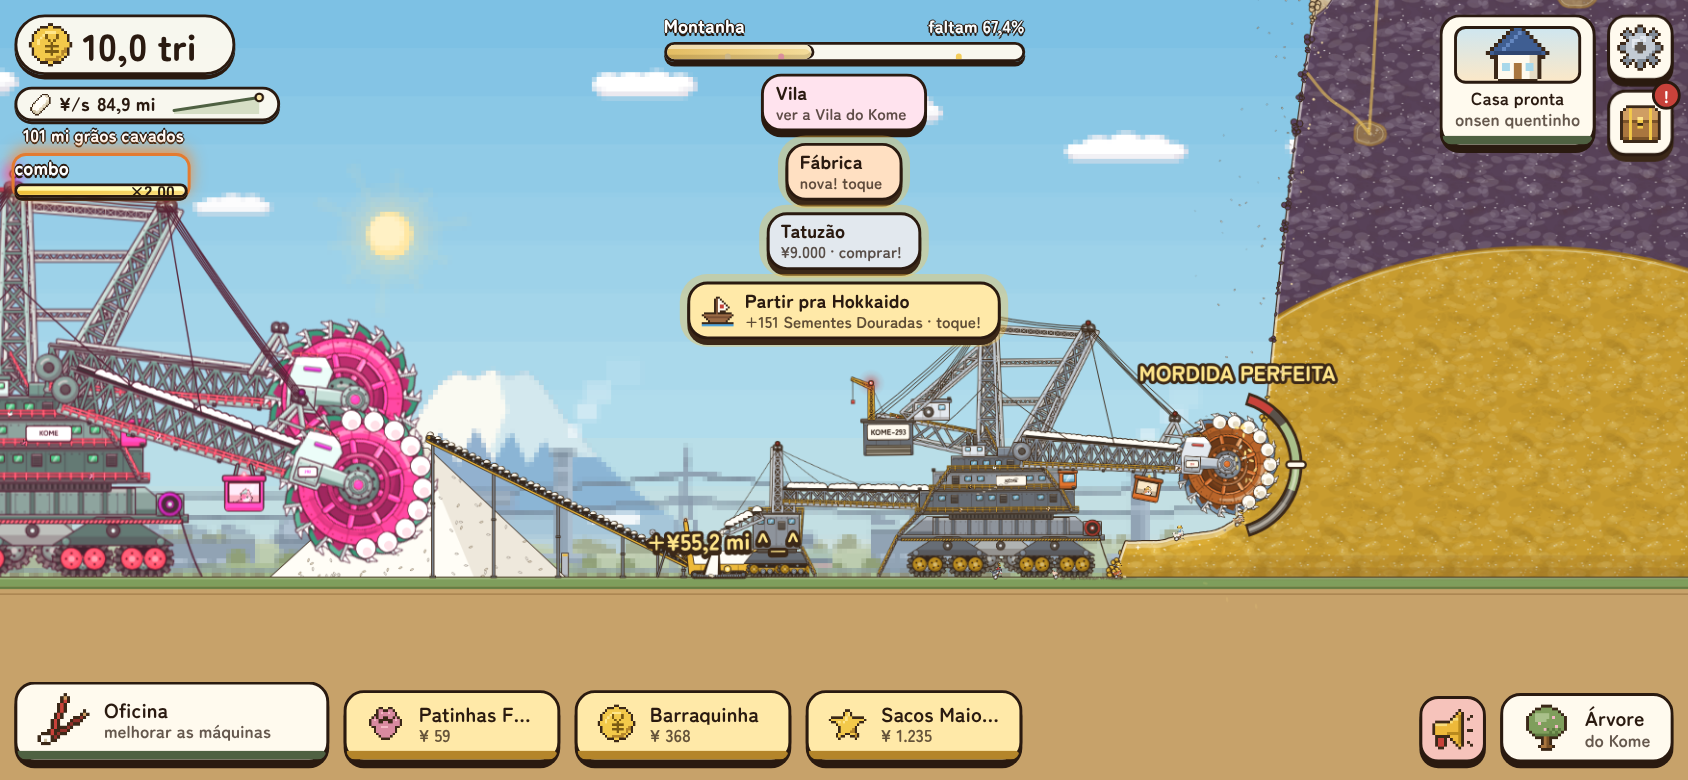 10,0 tri
¥/s 84,9 mi
101 mi grãos cavados
combo
×2,00
Montanha
faltam 67,4%
Vila
ver a Vila do Kome
Fábrica
nova! toque
Tatuzão
¥9.000 · comprar!
Partir pra Hokkaido
+151 Sementes Douradas · toque!
Casa pronta
onsen quentinho
!
MORDIDA PERFEITA
KOME
KOME-293
+¥55,2 mi ^_^
Oficina
melhorar as máquinas
Patinhas F...
¥ 59
Barraquinha
¥ 368
Sacos Maio...
¥ 1.235
Árvore
do Kome